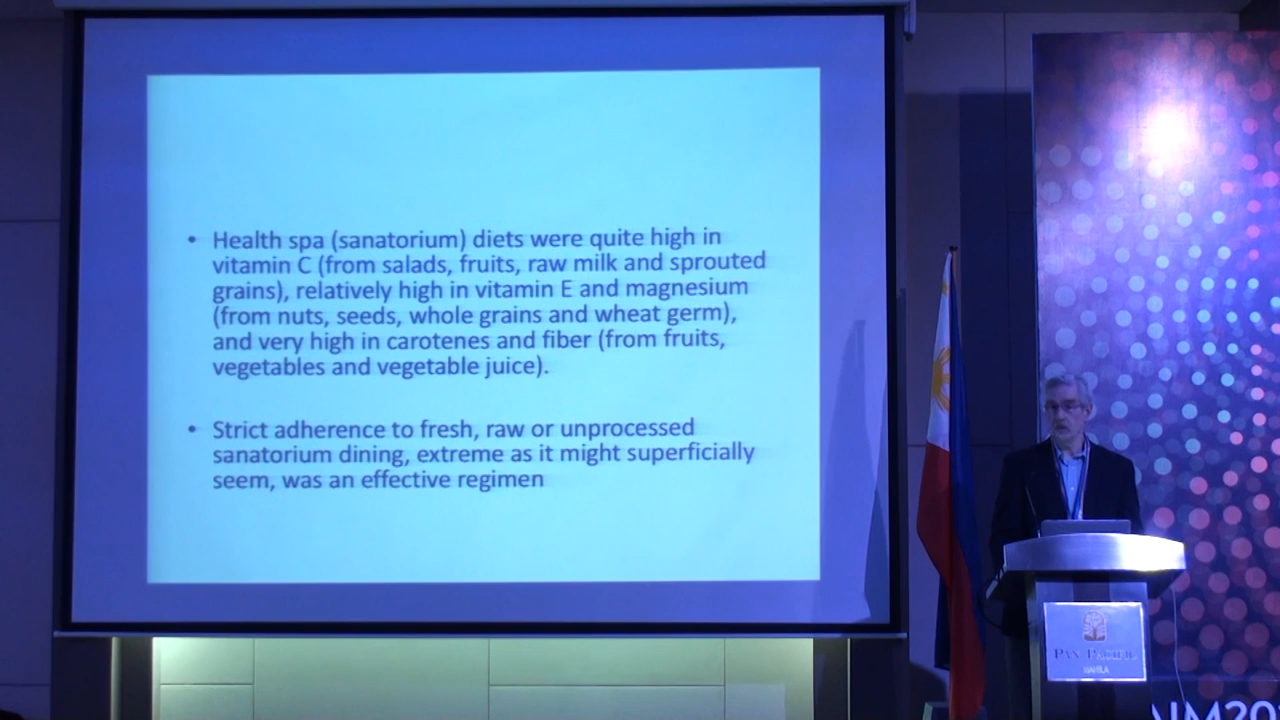 • Health spa (sanatorium) diets were quite high in
vitamin C (from salads, fruits, raw milk and sprouted
grains), relatively high in vitamin E and magnesium
(from nuts, seeds, whole grains and wheat germ),
and very high in carotenes and fiber (from fruits,
vegetables and vegetable juice).
• Strict adherence to fresh, raw or unprocessed
sanatorium dining, extreme as it might superficially
seem, was an effective regimen
PAN PACIFIC
MANILA